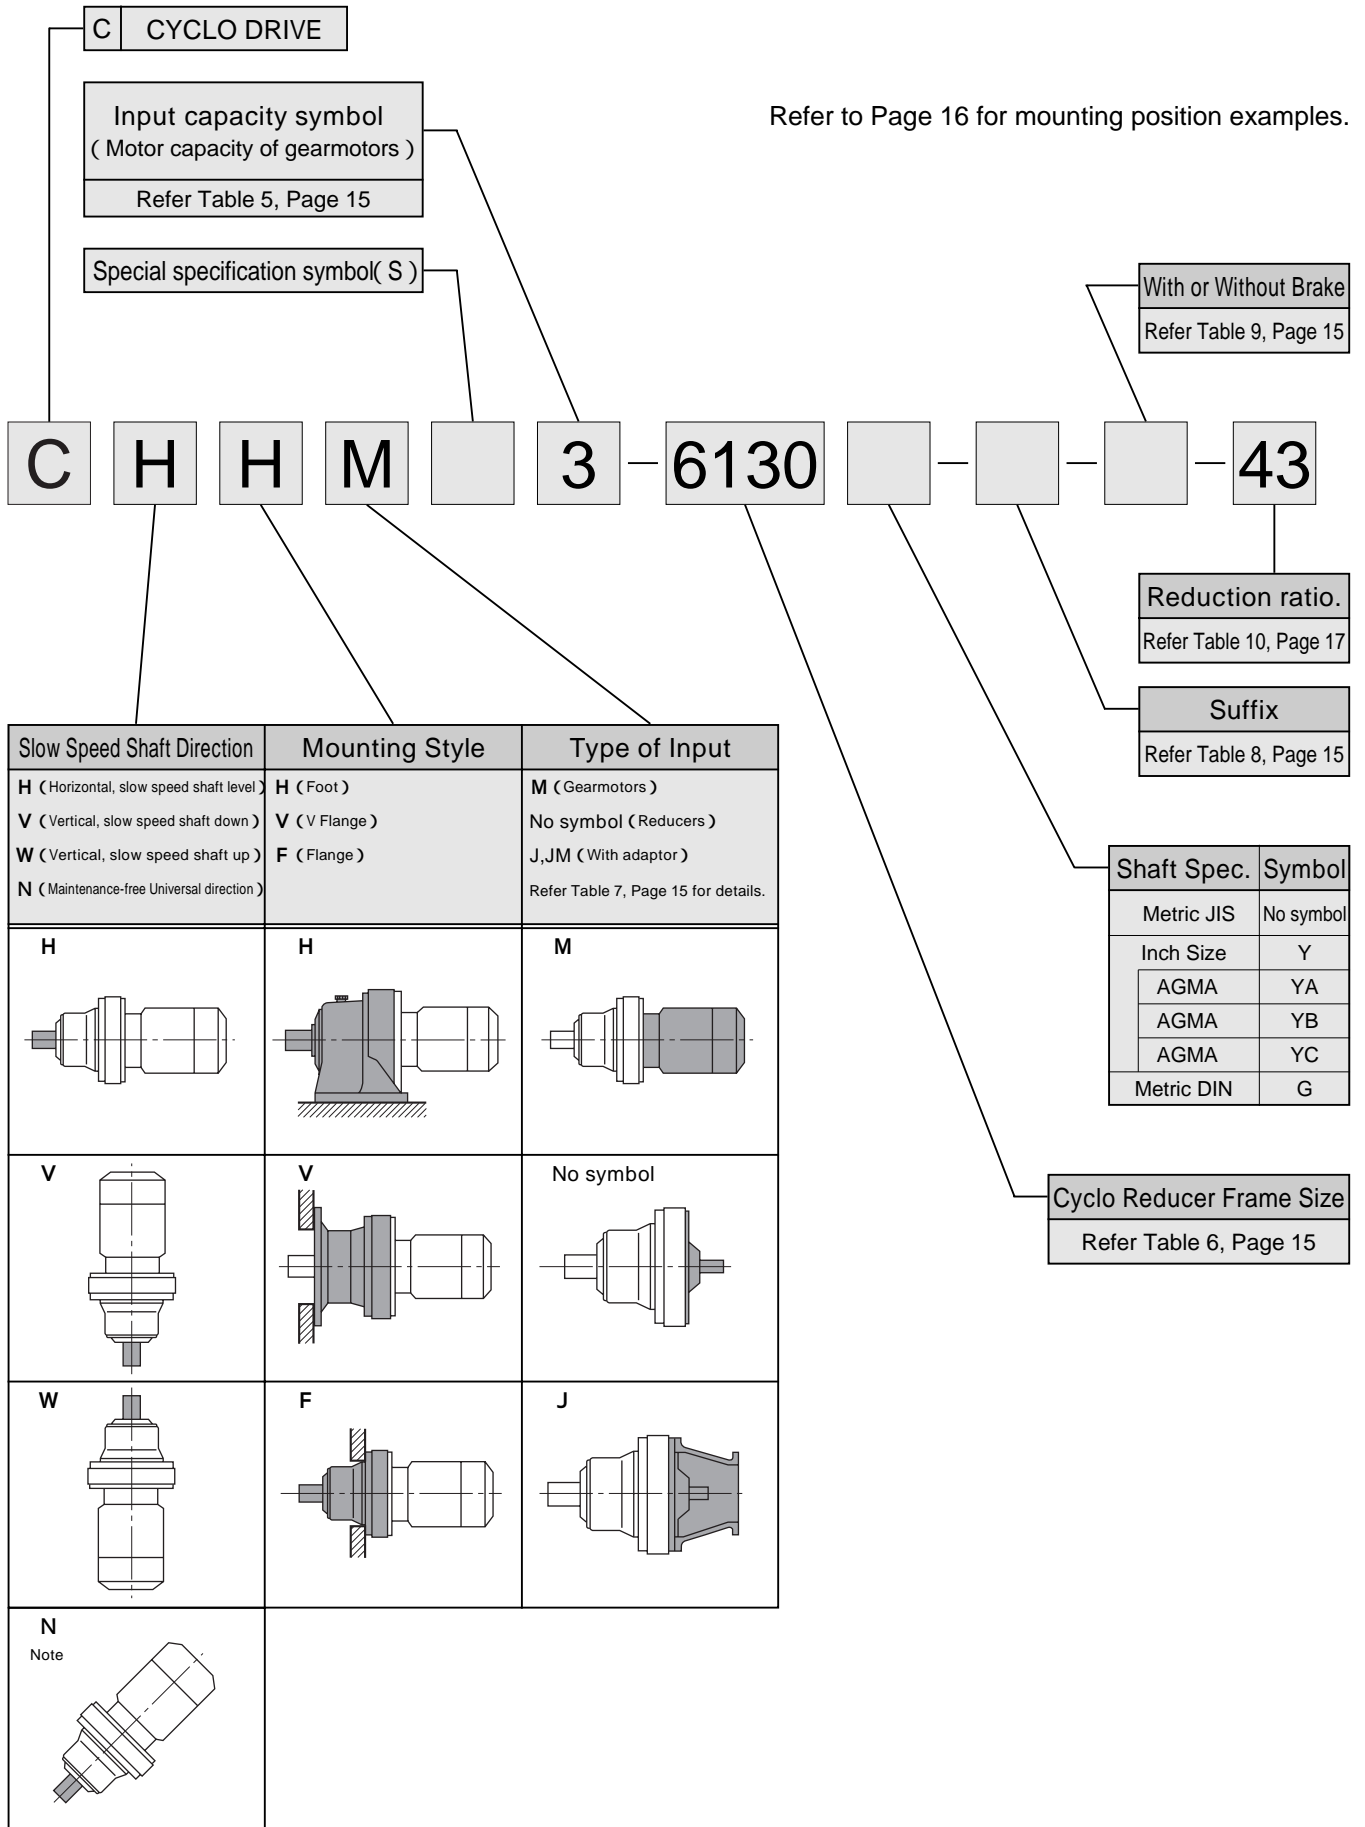 C CYCLO DRIVE
Input capacity symbol
( Motor capacity of gearmotors )
Refer Table 5, Page 15
Refer to Page 16 for mounting position examples.
Special specification symbol( S )
With or Without Brake
Refer Table 9, Page 15
C H H M 3 – 6130 – – – 43
Reduction ratio.
Refer Table 10, Page 17
Suffix
Refer Table 8, Page 15
Slow Speed Shaft Direction
H ( Horizontal, slow speed shaft level )
V ( Vertical, slow speed shaft down )
W ( Vertical, slow speed shaft up )
N ( Maintenance-free Universal direction )
Mounting Style
H ( Foot )
V ( V Flange )
F ( Flange )
Type of Input
M ( Gearmotors )
No symbol ( Reducers )
J,JM ( With adaptor )
Refer Table 7, Page 15 for details.
Shaft Spec. Symbol
Metric JIS No symbol
Inch Size Y
AGMA YA
AGMA YB
AGMA YC
Metric DIN G
H H M
V V No symbol
Cyclo Reducer Frame Size
Refer Table 6, Page 15
W F J
N
Note